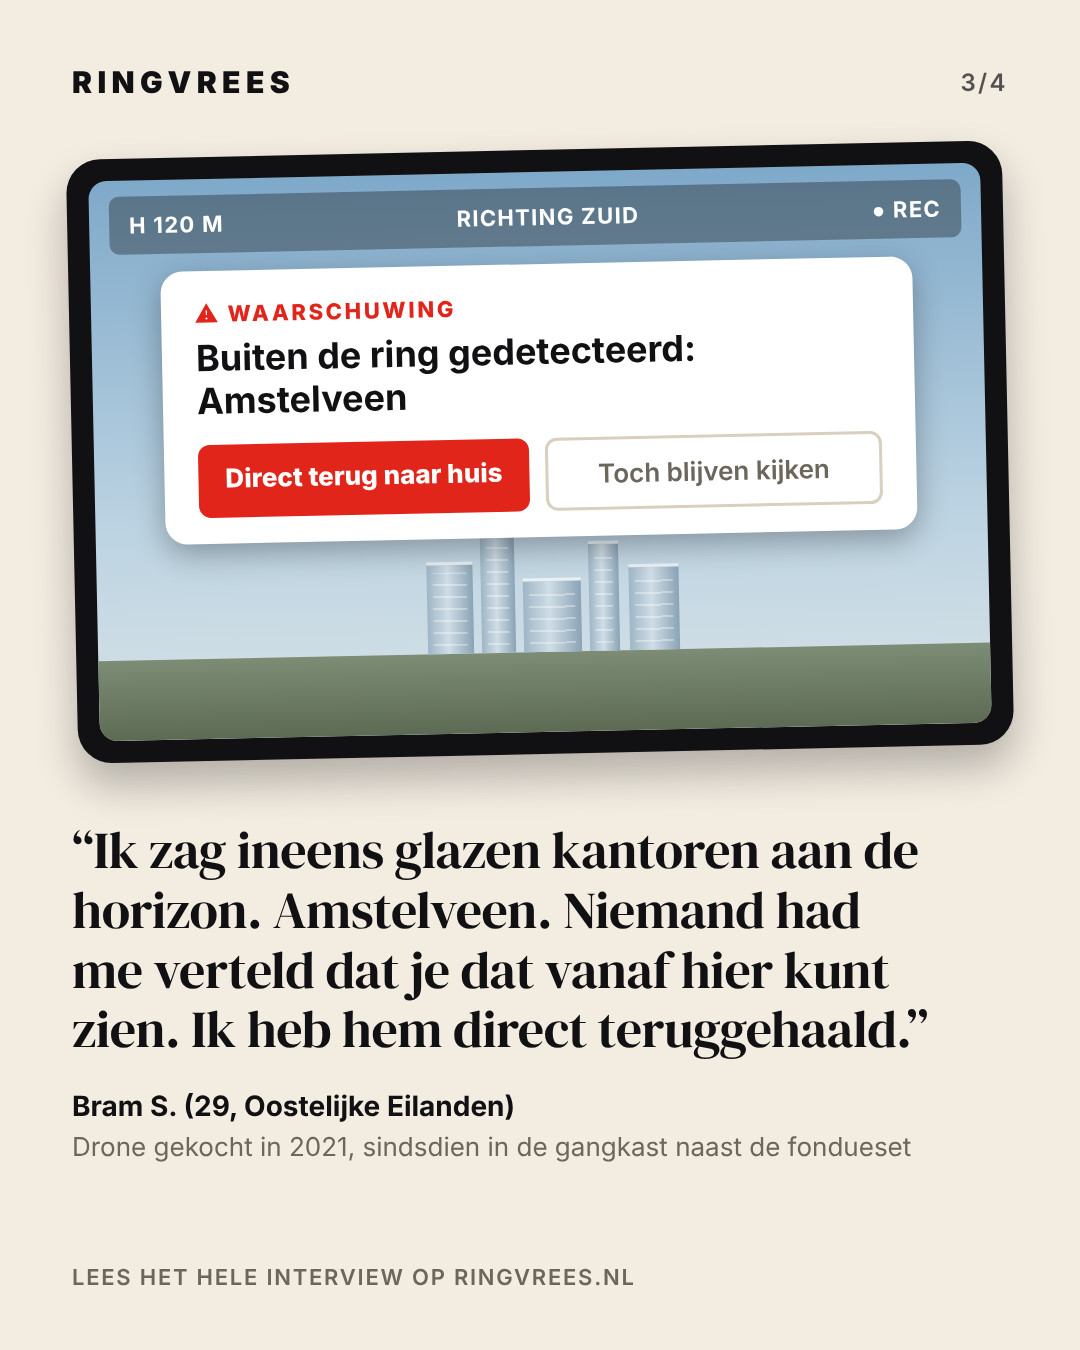 RINGVREES
3/4
H 120 M
RICHTING ZUID
● REC
WAARSCHUWING
Buiten de ring gedetecteerd:
Amstelveen
Direct terug naar huis
Toch blijven kijken
“Ik zag ineens glazen kantoren aan de
horizon. Amstelveen. Niemand had
me verteld dat je dat vanaf hier kunt
zien. Ik heb hem direct teruggehaald.”
Bram S. (29, Oostelijke Eilanden)
Drone gekocht in 2021, sindsdien in de gangkast naast de fondueset
LEES HET HELE INTERVIEW OP RINGVREES.NL